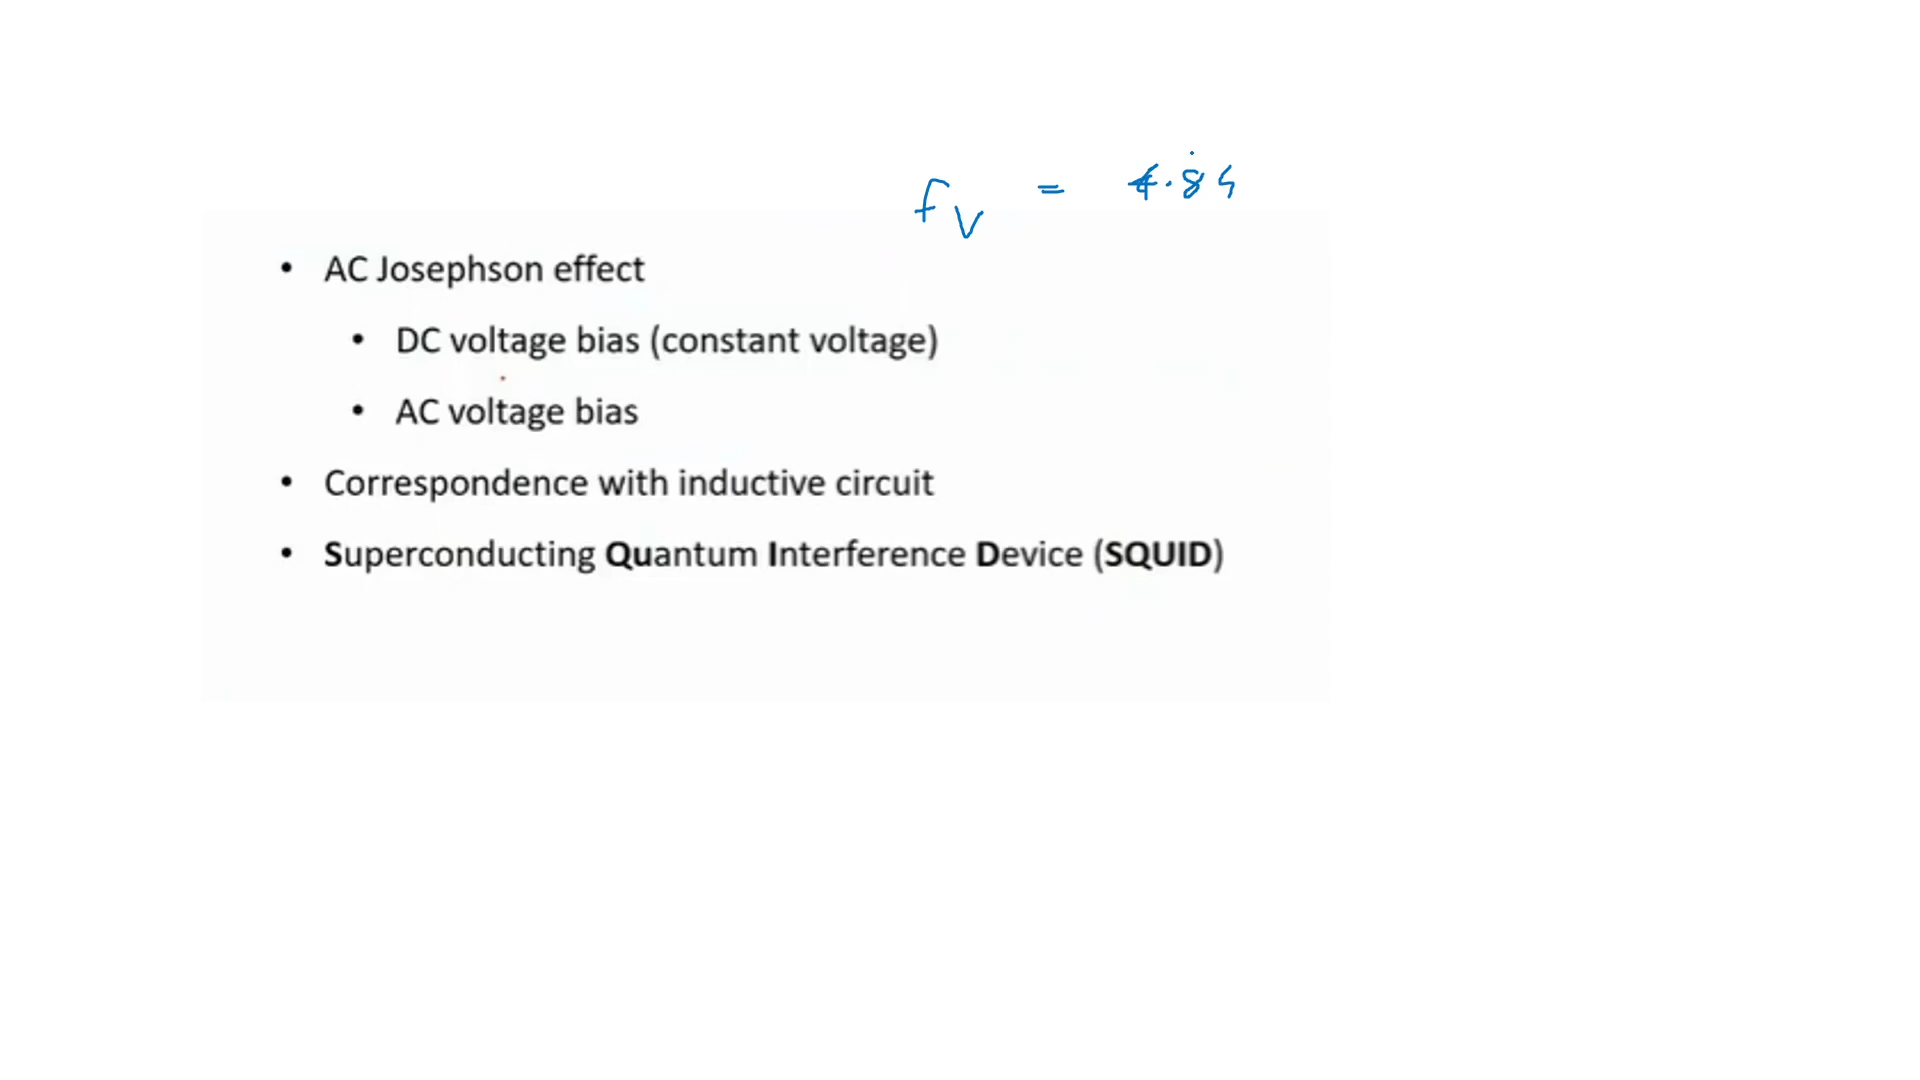 f_V = 4.84
• AC Josephson effect
• DC voltage bias (constant voltage)
• AC voltage bias
• Correspondence with inductive circuit
• Superconducting Quantum Interference Device (SQUID)